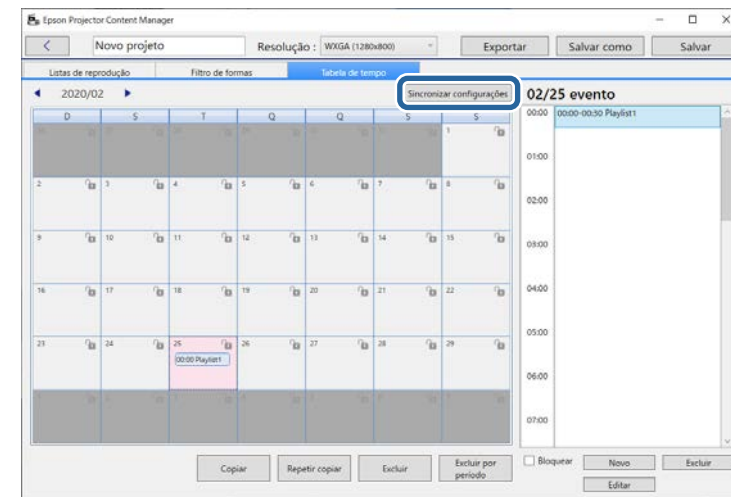 Epson Projector Content Manager
Novo projeto Resolução : WXGA (1280x800) Exportar Salvar como Salvar
Listas de reprodução Filtro de formas Tabela de tempo
2020/02 Sincronizar configurações 02/25 evento
D S T Q Q S S
00:00 00:00-00:30 Playlist1
1
01:00
2 3 4 5 6 7 8
02:00
9 10 11 12 13 14 15
03:00
16 17 18 19 20 21 22
04:00
05:00
23 24 25 26 27 28 29
00:00 Playlist1
06:00
07:00
Copiar Repetir copiar Excluir Excluir por período
Bloquear Novo Excluir
Editar